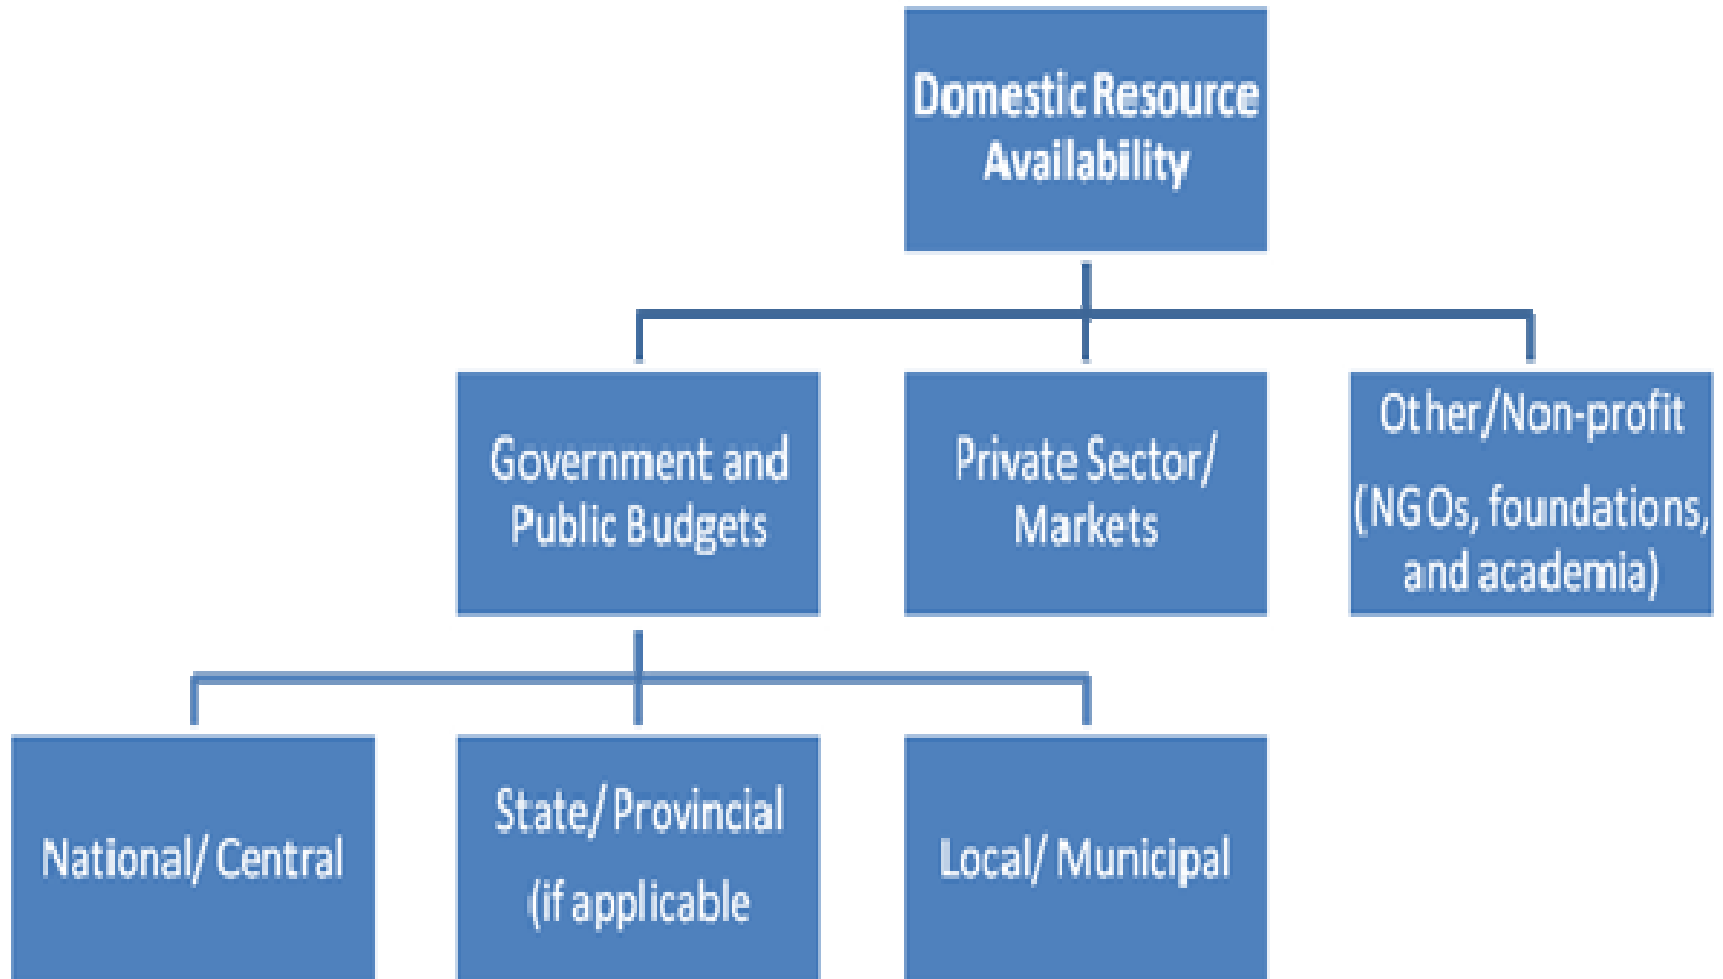 Domestic Resource
Availability
Government and
Public Budgets
Private Sector/
Markets
Other/Non-profit
(NGOs, foundations,
and academia)
National/ Central
State/ Provincial
(if applicable
Local/ Municipal